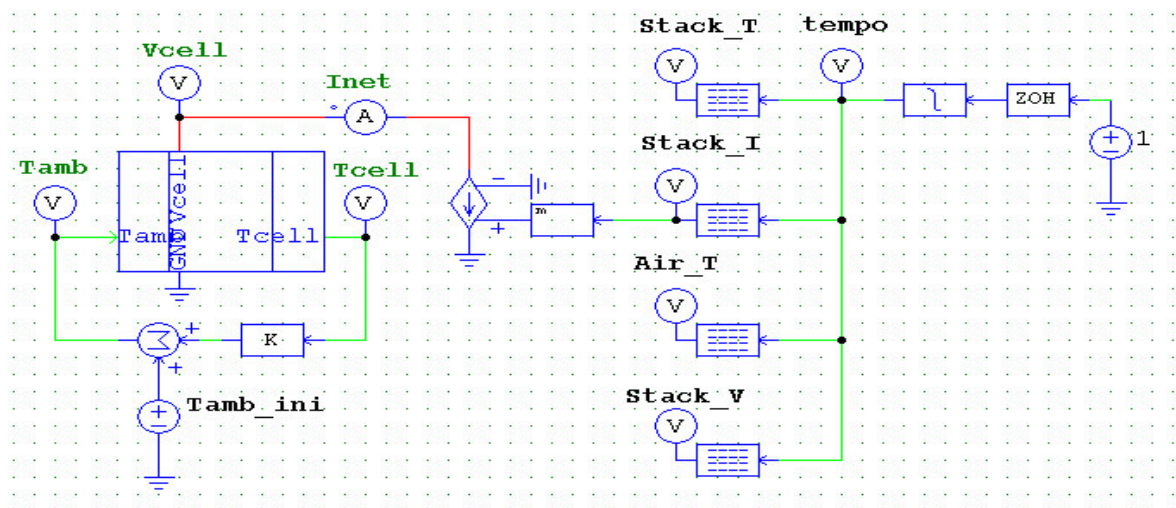 Stack_T
tempo
Vcell
V
V
V
Inet
ZOH
A
1
Stack_I
Tamb
Tcell
V
V
V
Vcell
m
Tamb
GND
Tcell
Air_T
V
K
Stack_V
Tamb_ini
V